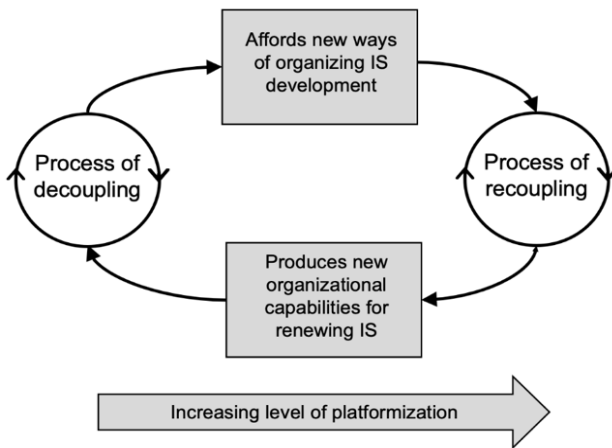 Affords new ways
of organizing IS
development
Process of
decoupling
Process of
recoupling
Produces new
organizational
capabilities for
renewing IS
Increasing level of platformization